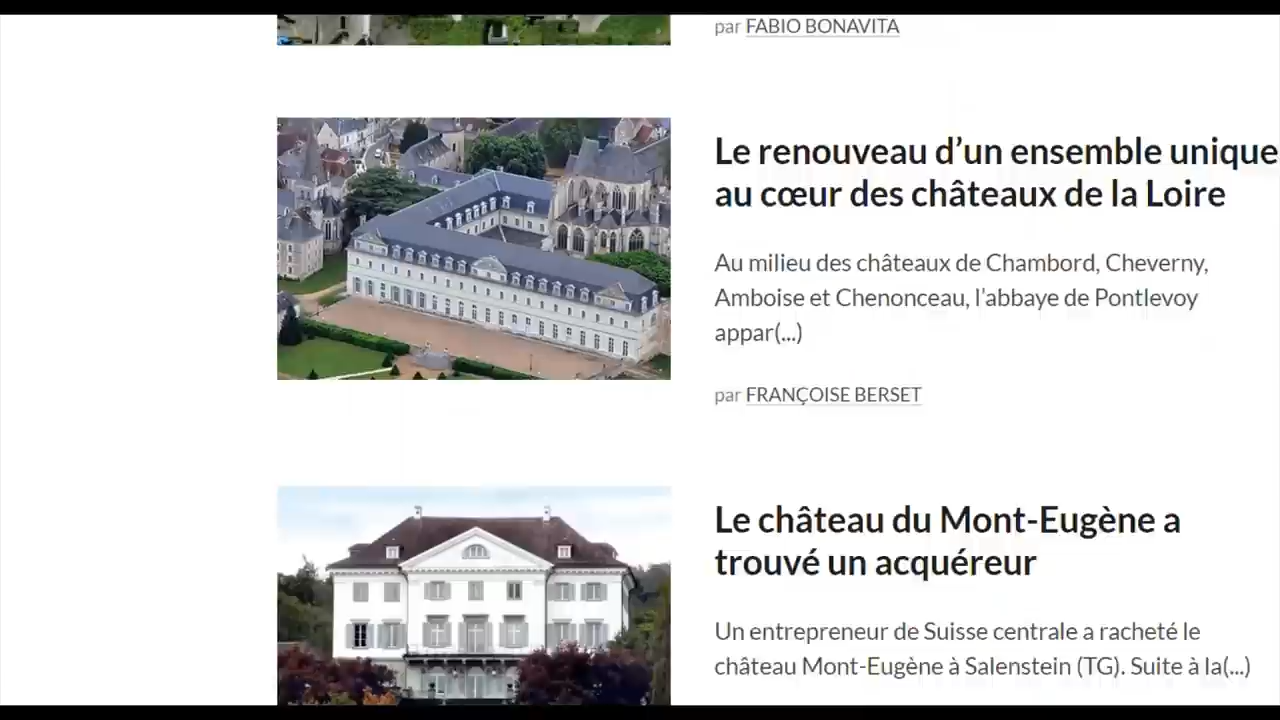 par FABIO BONAVITA
Le renouveau d’un ensemble unique
au cœur des châteaux de la Loire
Au milieu des châteaux de Chambord, Cheverny,
Amboise et Chenonceau, l'abbaye de Pontlevoy
appar(...)
par FRANÇOISE BERSET
Le château du Mont-Eugène a
trouvé un acquéreur
Un entrepreneur de Suisse centrale a racheté le
château Mont-Eugène à Salenstein (TG). Suite à la(...)